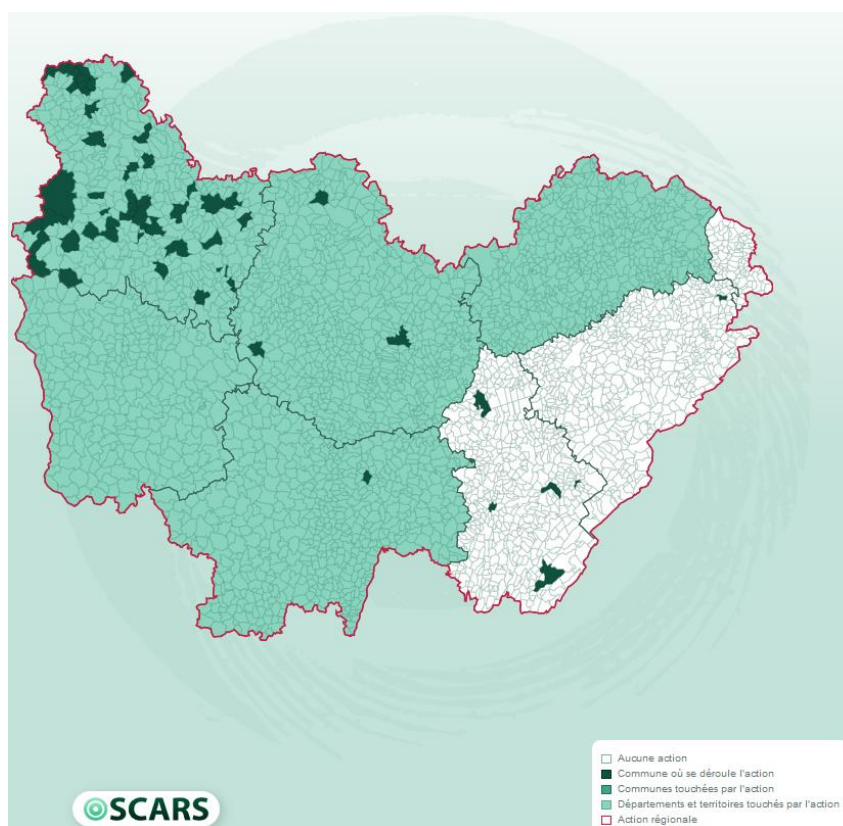 Aucune action
Commune où se déroule l'action
Communes touchées par l'action
Départements et territoires touchés par l'action
Action régionale
OSCARS